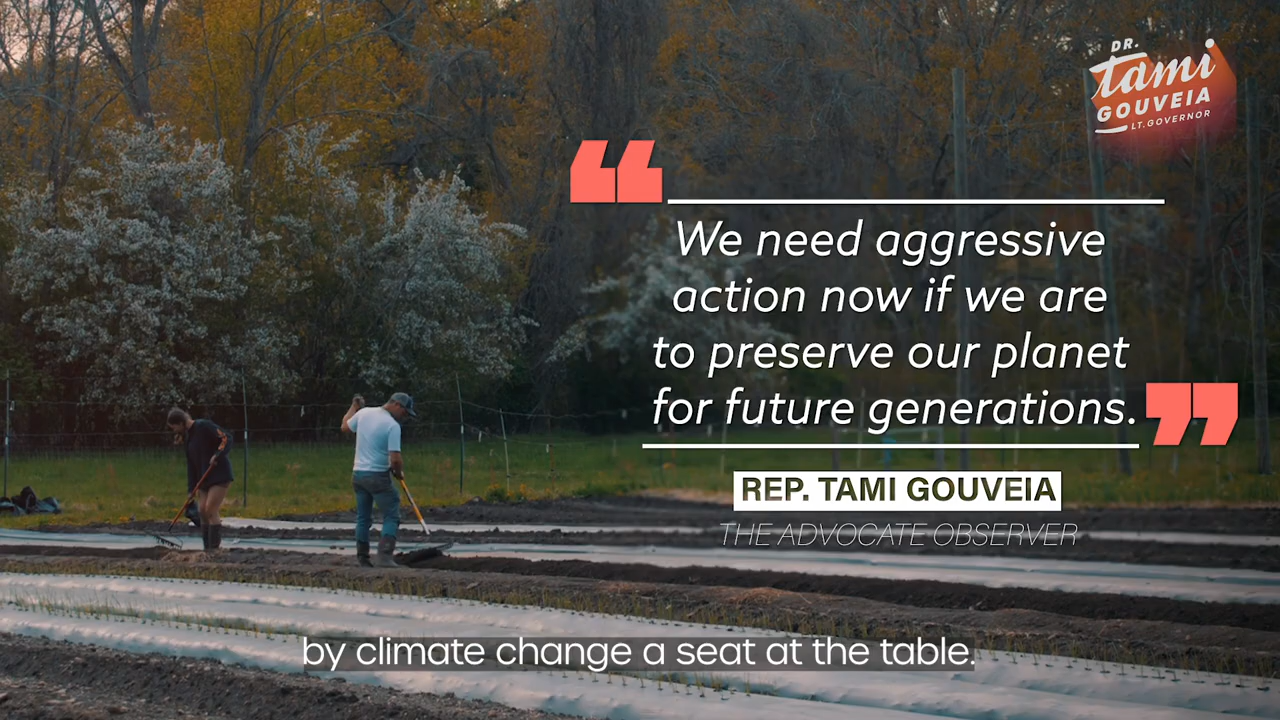 DR.
tami
GOUVEIA
LT.GOVERNOR
“
We need aggressive
action now if we are
to preserve our planet
for future generations.
”
REP. TAMI GOUVEIA
THE ADVOCATE OBSERVER
by climate change a seat at the table.